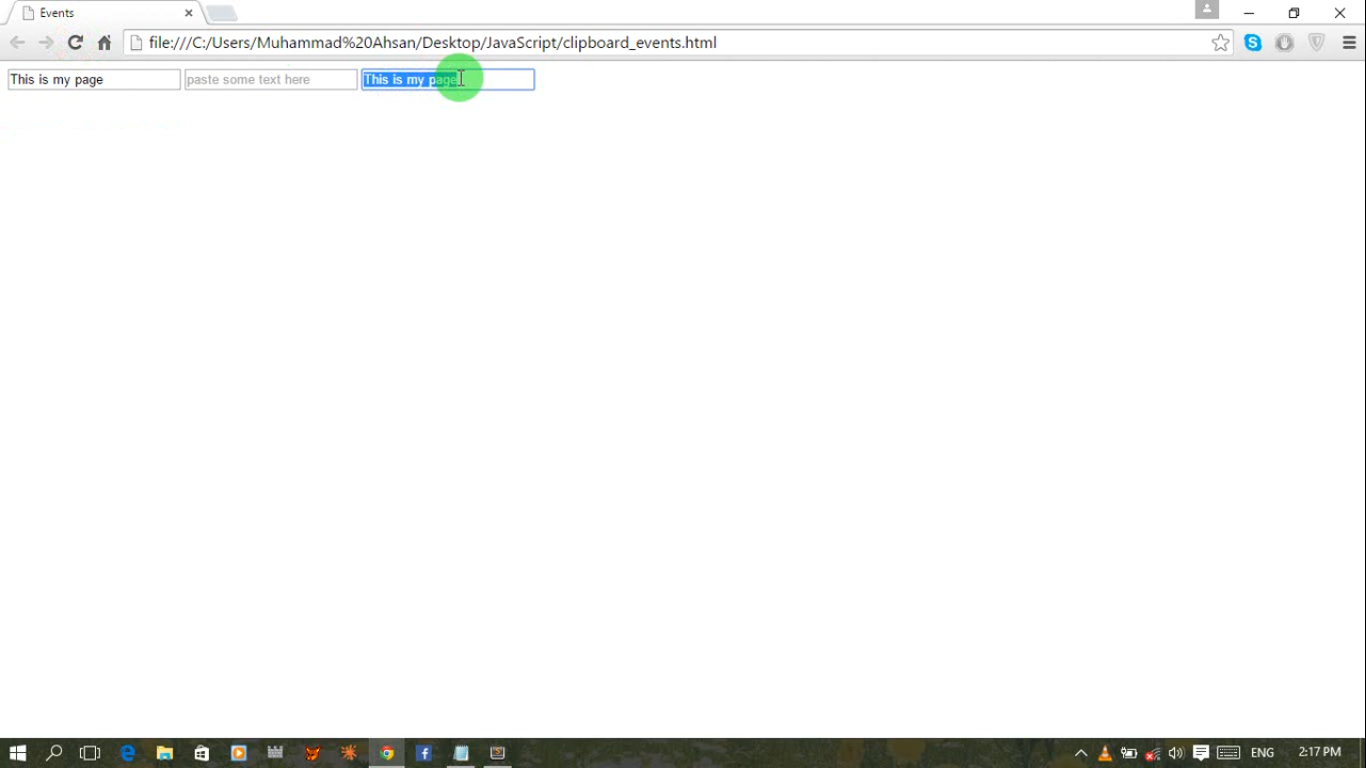 Events
file:///C:/Users/Muhammad%20Ahsan/Desktop/JavaScript/clipboard_events.html
This is my page paste some text here This is my page
ENG 2:17 PM